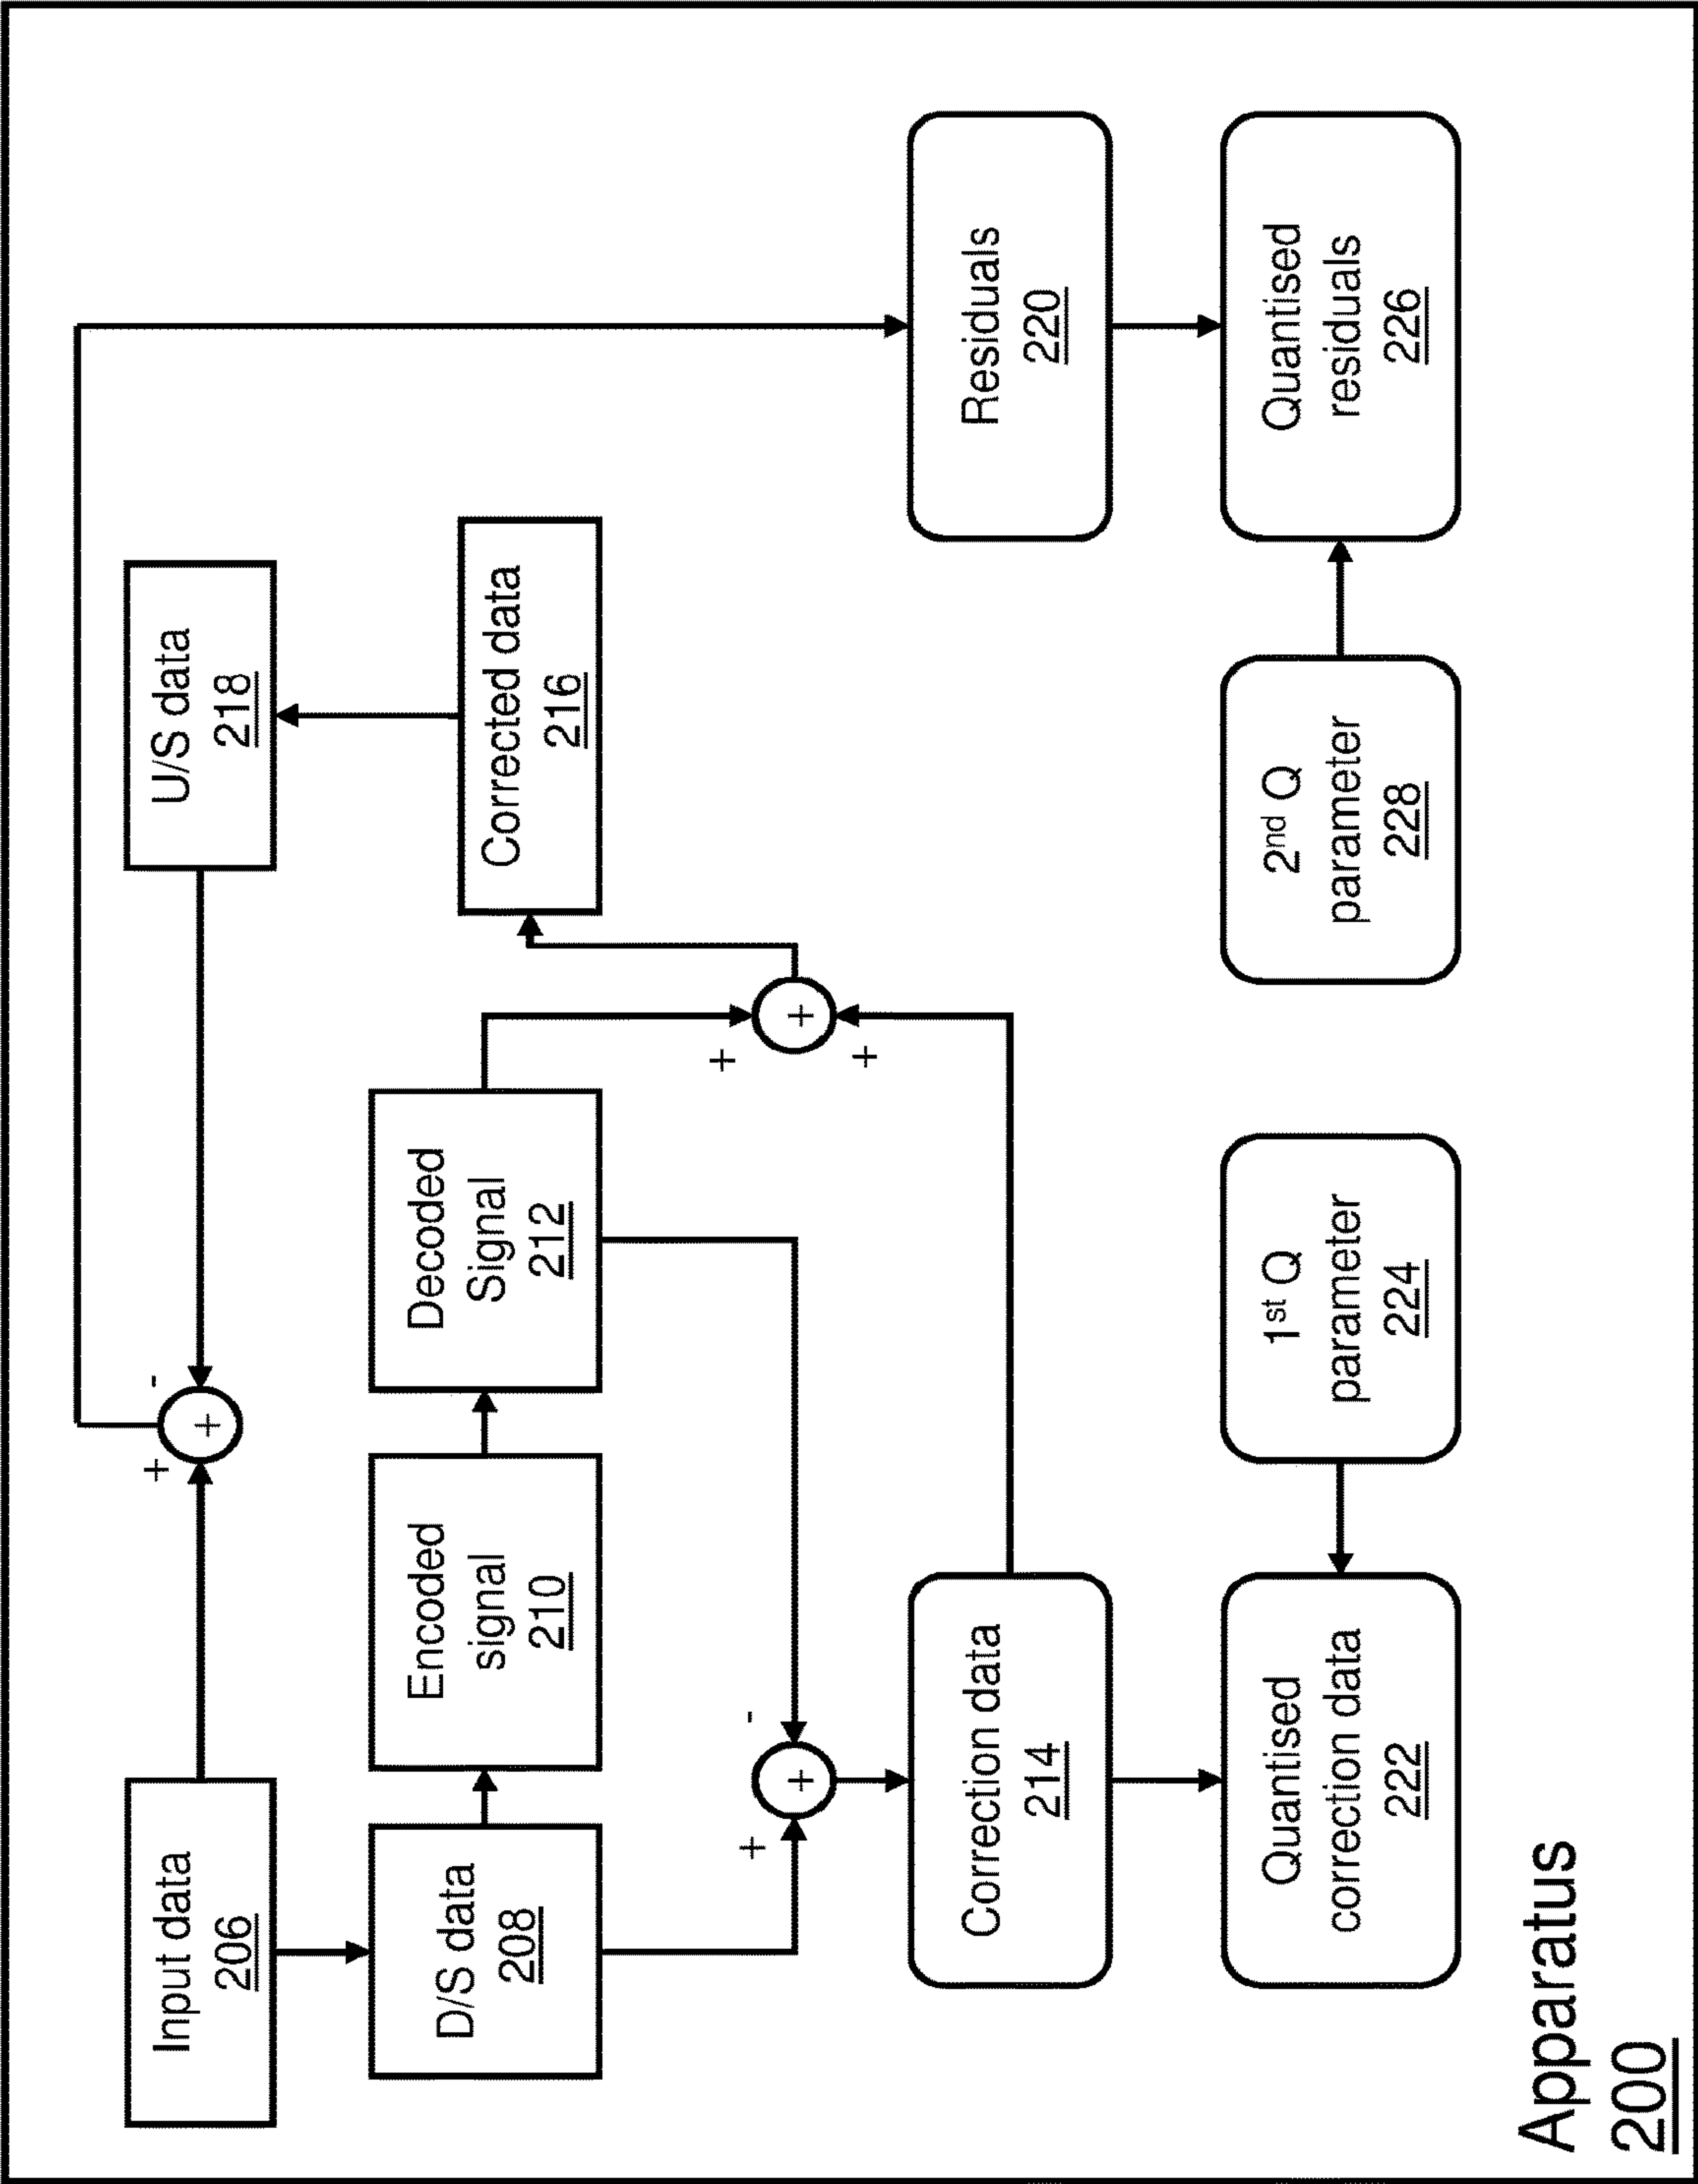 Input data
206
+
-
+
U/S data
218
D/S data
208
Encoded
signal
210
Decoded
Signal
212
Corrected data
216
+
-
+
+
+
+
Correction data
214
Residuals
220
Quantised
correction data
222
1st Q
parameter
224
2nd Q
parameter
228
Quantised
residuals
226
Apparatus
200